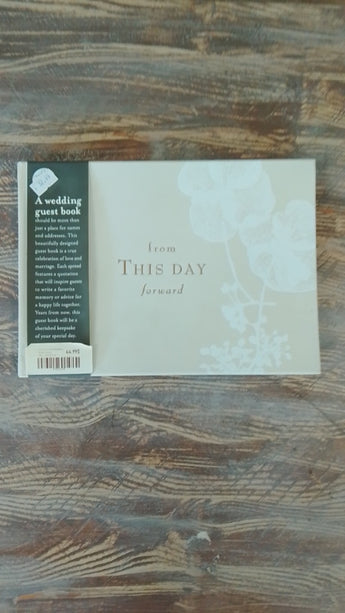 A wedding
guest book
should be more than
just a place for names
and addresses. This
beautifully designed
guest book is a true
celebration of love and
marriage. Each spread
features a quotation
that will inspire guests
to write a favorite
memory or advice for
a happy life together.
Years from now, this
guest book will be a
cherished keepsake
of your special day.
from
THIS DAY
forward